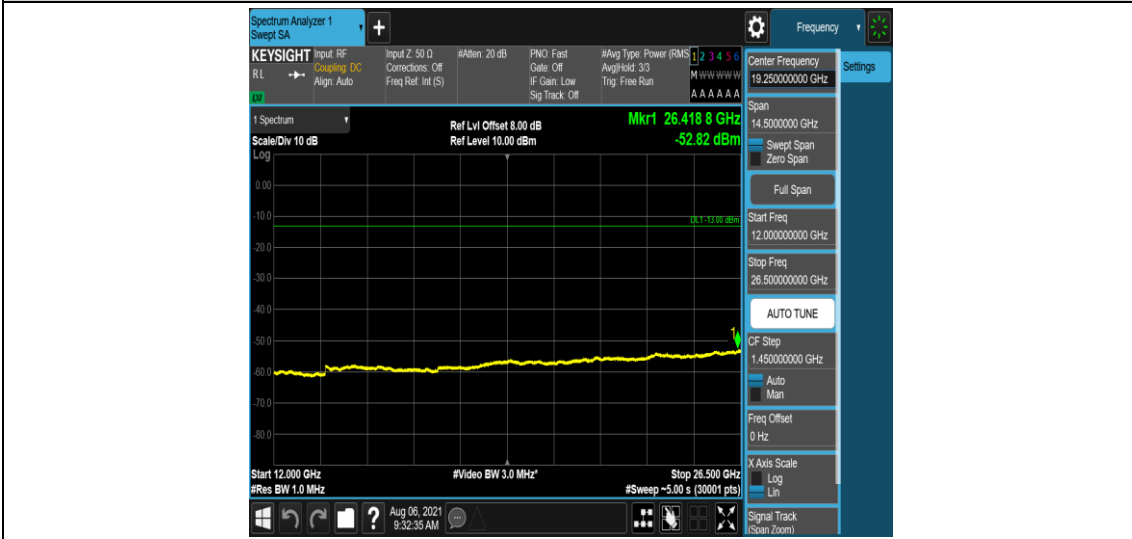 Spectrum Analyzer 1
Swept SA
Frequency
KEYSIGHT
RL
Input: RF
Coupling: DC
Align: Auto
Input Z: 50 Ω
Corrections: Off
Freq Ref: Int (S)
#Atten: 20 dB
PNO: Fast
Gate: Off
IF Gain: Low
Sig Track: Off
#Avg Type: Power (RMS
Avg|Hold: 3/3
Trig: Free Run
1 2 3 4 5 6
M W W W W W
A A A A A A
1 Spectrum
Scale/Div 10 dB
Ref Lvl Offset 8.00 dB
Ref Level 10.00 dBm
Mkr1 26.418 8 GHz
-52.82 dBm
Log
0.00
-10.0
DL1 -13.00 dBm
-20.0
-30.0
-40.0
-50.0
1
-60.0
-70.0
-80.0
Start 12.000 GHz
#Video BW 3.0 MHz*
Stop 26.500 GHz
#Res BW 1.0 MHz
#Sweep ~5.00 s (30001 pts)
Aug 06, 2021
9:32:35 AM
Center Frequency
19.250000000 GHz
Settings
Span
14.5000000 GHz
Swept Span
Zero Span
Full Span
Start Freq
12.000000000 GHz
Stop Freq
26.500000000 GHz
AUTO TUNE
CF Step
1.450000000 GHz
Auto
Man
Freq Offset
0 Hz
X Axis Scale
Log
Lin
Signal Track
(Span Zoom)